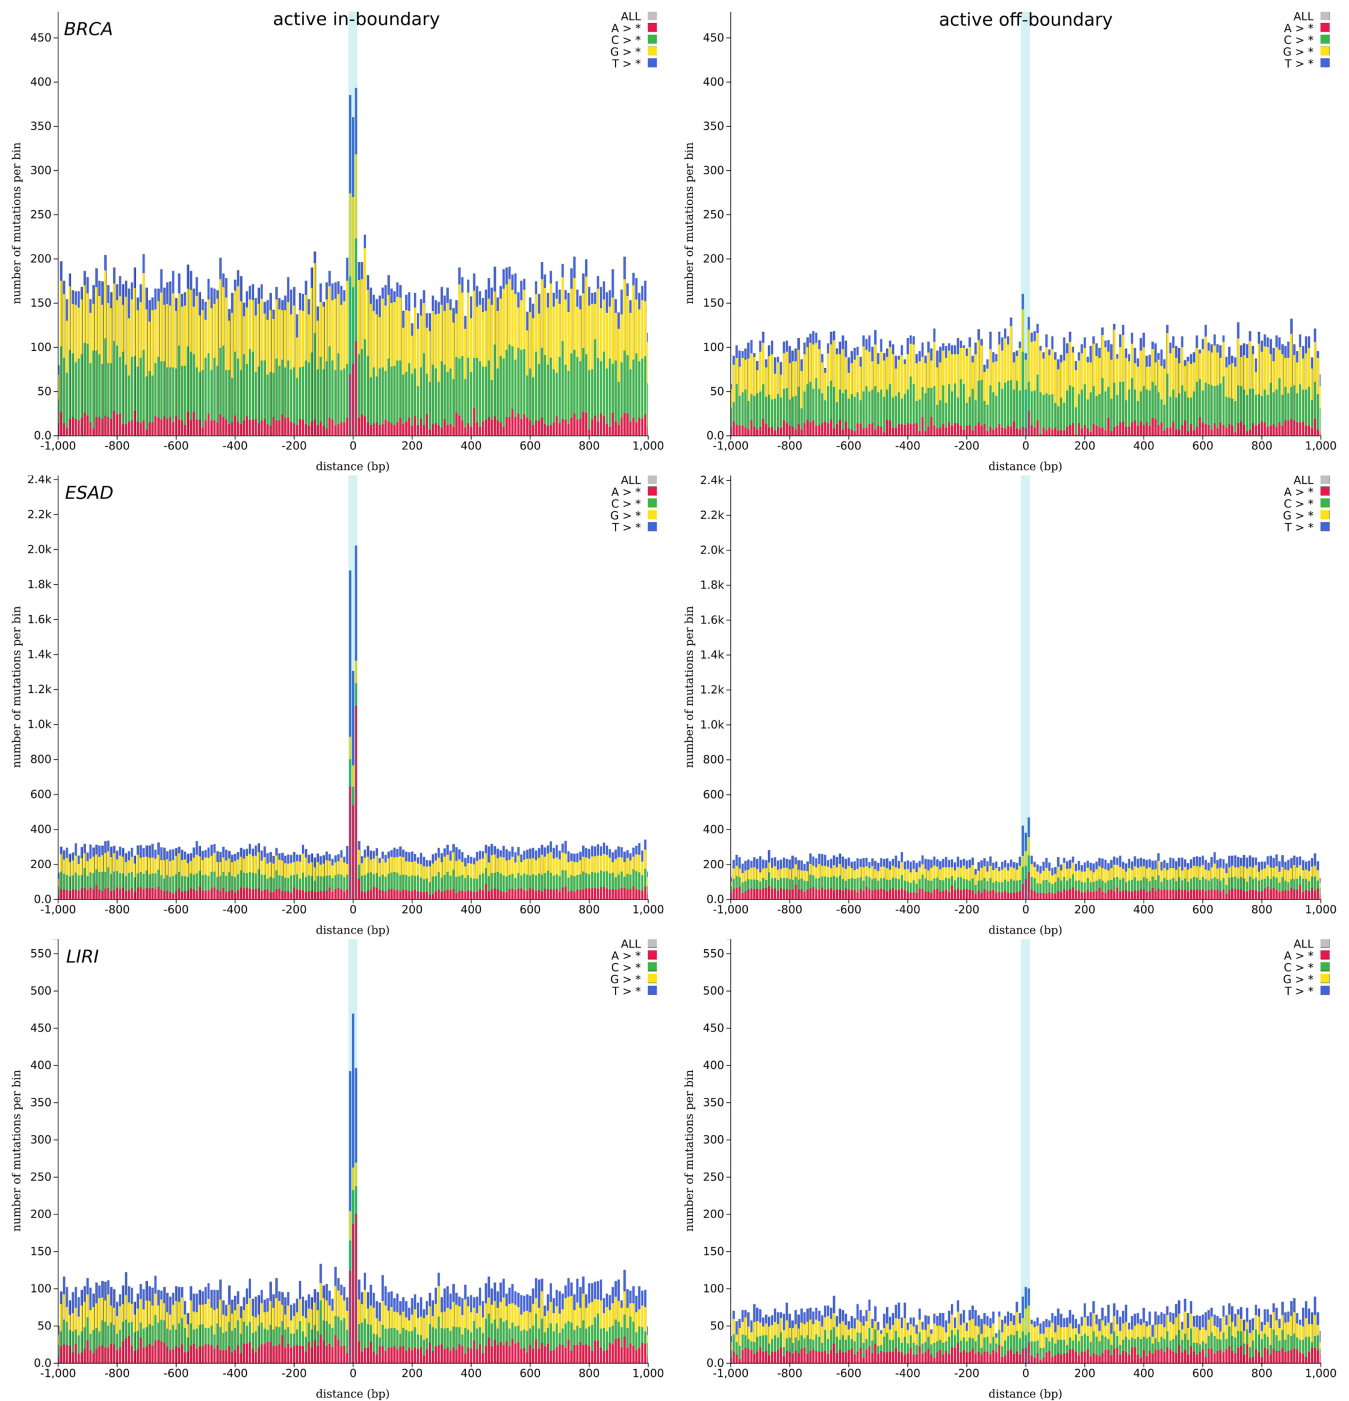 active in-boundary
BRCA
ALL
A > *
C > *
G > *
T > *
number of mutations per bin
450
400
350
300
250
200
150
100
50
0.0
-1,000 -800 -600 -400 -200 0 200 400 600 800 1,000
distance (bp)
active off-boundary
ALL
A > *
C > *
G > *
T > *
number of mutations per bin
450
400
350
300
250
200
150
100
50
0.0
-1,000 -800 -600 -400 -200 0 200 400 600 800 1,000
distance (bp)
ESAD
ALL
A > *
C > *
G > *
T > *
number of mutations per bin
2.4k
2.2k
2.0k
1.8k
1.6k
1.4k
1.2k
1.0k
800
600
400
200
0.0
-1,000 -800 -600 -400 -200 0 200 400 600 800 1,000
distance (bp)
ALL
A > *
C > *
G > *
T > *
number of mutations per bin
2.4k
2.2k
2.0k
1.8k
1.6k
1.4k
1.2k
1.0k
800
600
400
200
0.0
-1,000 -800 -600 -400 -200 0 200 400 600 800 1,000
distance (bp)
LIRI
ALL
A > *
C > *
G > *
T > *
number of mutations per bin
550
500
450
400
350
300
250
200
150
100
50
0.0
-1,000 -800 -600 -400 -200 0 200 400 600 800 1,000
distance (bp)
ALL
A > *
C > *
G > *
T > *
number of mutations per bin
550
500
450
400
350
300
250
200
150
100
50
0.0
-1,000 -800 -600 -400 -200 0 200 400 600 800 1,000
distance (bp)